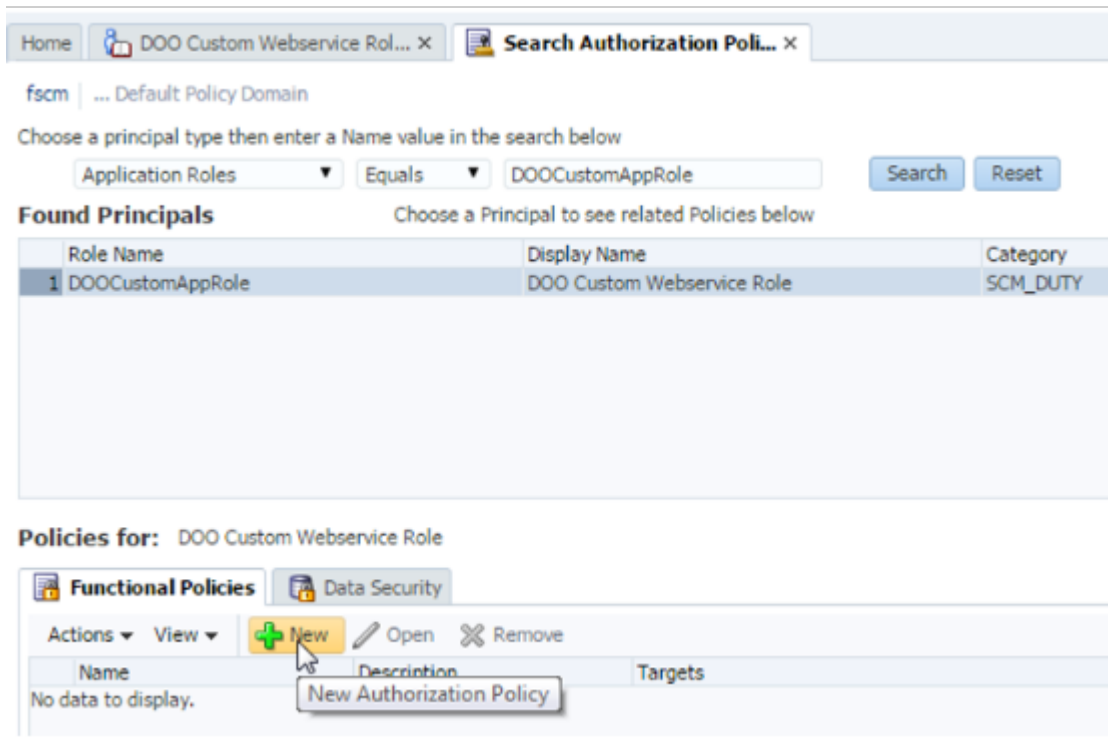 Home DOO Custom Webservice Rol... × Search Authorization Poli... ×
fscm ... Default Policy Domain
Choose a principal type then enter a Name value in the search below
Application Roles Equals DOOCustomAppRole Search Reset
Found Principals Choose a Principal to see related Policies below
Role Name Display Name Category
1 DOOCustomAppRole DOO Custom Webservice Role SCM_DUTY
Policies for: DOO Custom Webservice Role
Functional Policies Data Security
Actions View New Open Remove
Name Description Targets
No data to display. New Authorization Policy